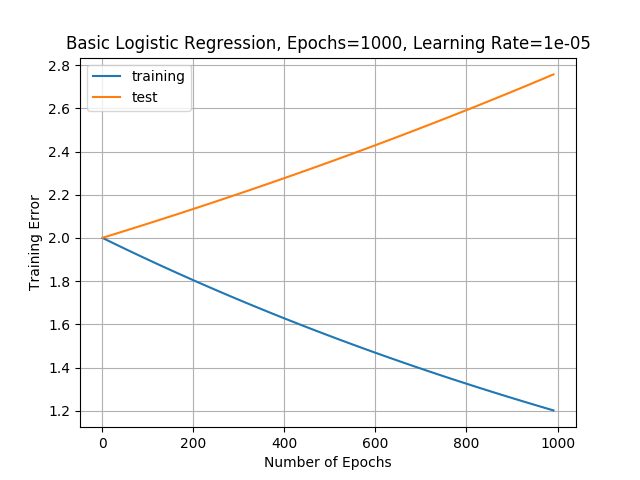 Basic Logistic Regression, Epochs=1000, Learning Rate=1e-05
training
test
2.8
2.6
2.4
2.2
2.0
1.8
1.6
1.4
1.2
Training Error
0 200 400 600 800 1000
Number of Epochs